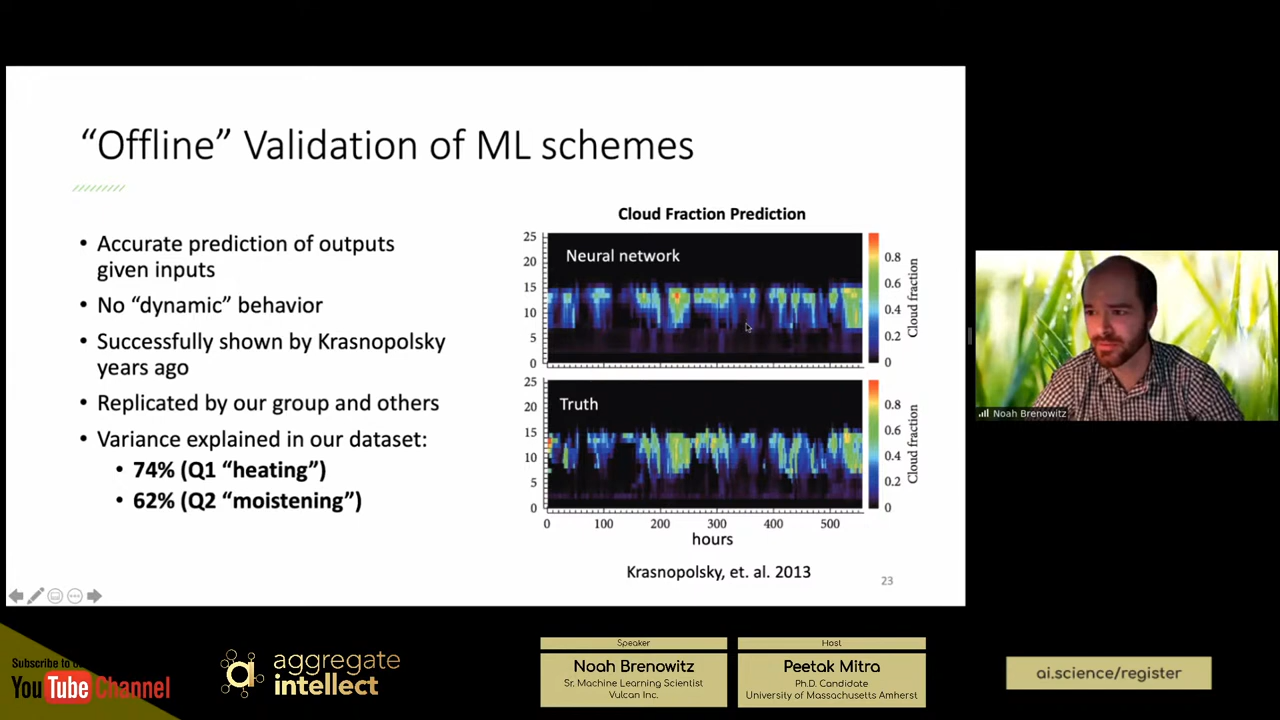 “Offline” Validation of ML schemes
• Accurate prediction of outputs
given inputs
• No “dynamic” behavior
• Successfully shown by Krasnopolsky
years ago
• Replicated by our group and others
• Variance explained in our dataset:
• 74% (Q1 “heating”)
• 62% (Q2 “moistening”)
Cloud Fraction Prediction
25
20
15
10
5
0
Neural network
0.8
0.6
0.4
0.2
0
Cloud fraction
25
20
15
10
5
0
Truth
0.8
0.6
0.4
0.2
0
Cloud fraction
0 100 200 300 400 500
hours
Krasnopolsky, et. al. 2013
23
Noah Brenowitz
Subscribe to
YouTube Channel
aggregate
intellect
Speaker
Noah Brenowitz
Sr. Machine Learning Scientist
Vulcan Inc.
Host
Peetak Mitra
Ph.D. Candidate
University of Massachusetts Amherst
ai.science/register